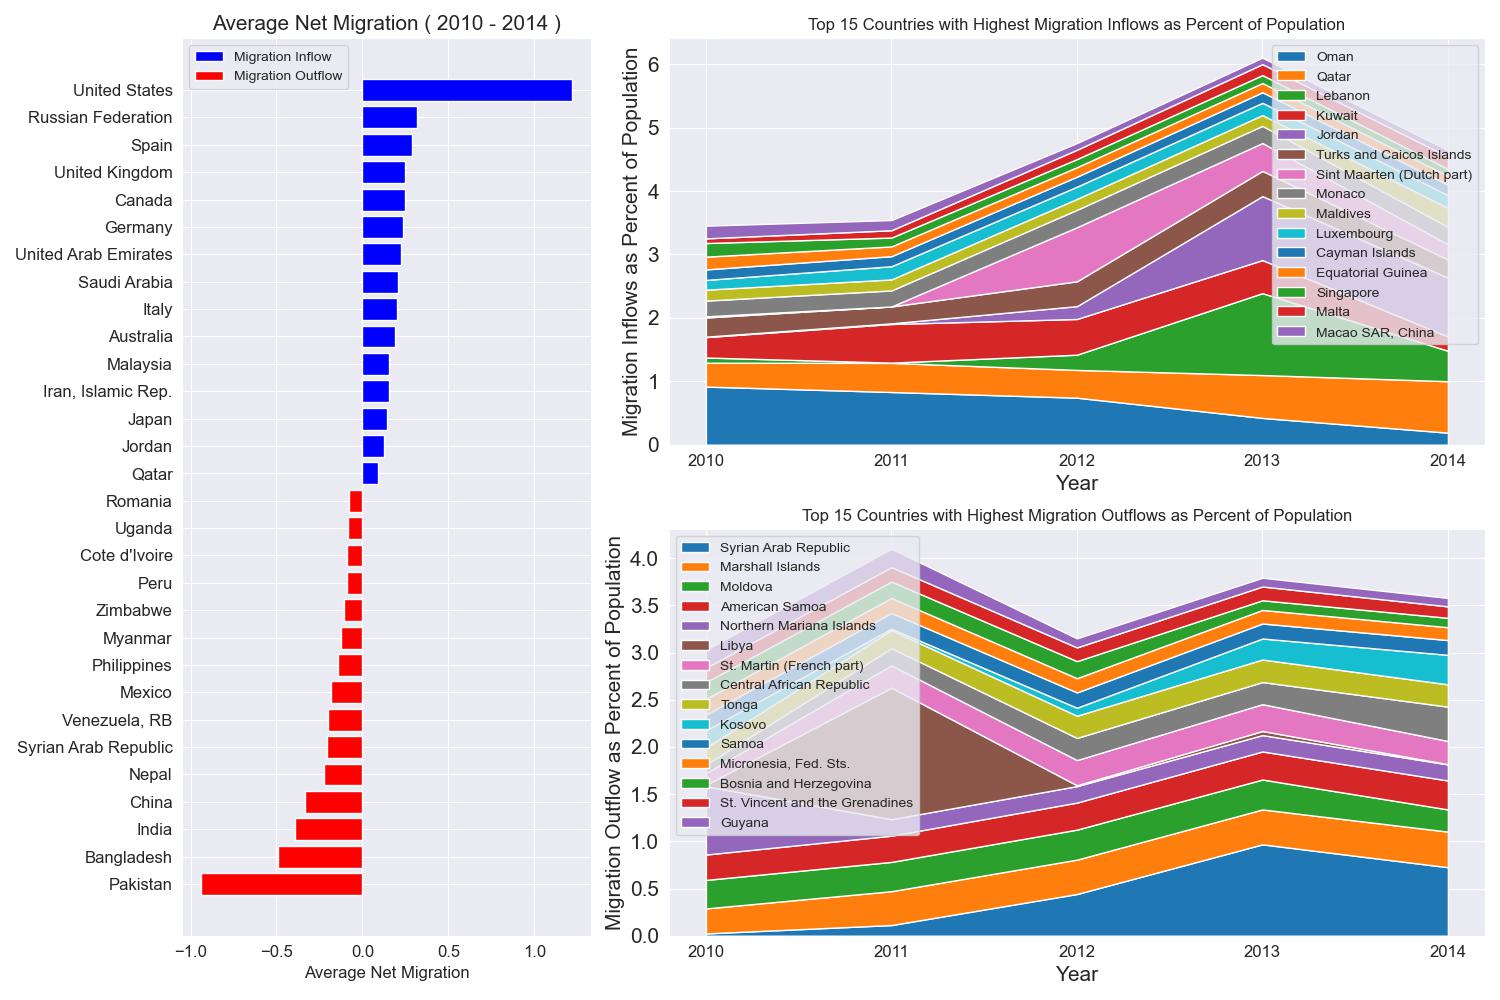 Average Net Migration ( 2010 - 2014 )
Migration Inflow
Migration Outflow
United States
Russian Federation
Spain
United Kingdom
Canada
Germany
United Arab Emirates
Saudi Arabia
Italy
Australia
Malaysia
Iran, Islamic Rep.
Japan
Jordan
Qatar
Romania
Uganda
Cote d'Ivoire
Peru
Zimbabwe
Myanmar
Philippines
Mexico
Venezuela, RB
Syrian Arab Republic
Nepal
China
India
Bangladesh
Pakistan
−1.0 −0.5 0.0 0.5 1.0
Average Net Migration
Top 15 Countries with Highest Migration Inflows as Percent of Population
Migration Inflows as Percent of Population
6
5
4
3
2
1
0
Oman
Qatar
Lebanon
Kuwait
Jordan
Turks and Caicos Islands
Sint Maarten (Dutch part)
Monaco
Maldives
Luxembourg
Cayman Islands
Equatorial Guinea
Singapore
Malta
Macao SAR, China
2010 2011 2012 2013 2014
Year
Top 15 Countries with Highest Migration Outflows as Percent of Population
Migration Outflow as Percent of Population
4.0
3.5
3.0
2.5
2.0
1.5
1.0
0.5
0.0
Syrian Arab Republic
Marshall Islands
Moldova
American Samoa
Northern Mariana Islands
Libya
St. Martin (French part)
Central African Republic
Tonga
Kosovo
Samoa
Micronesia, Fed. Sts.
Bosnia and Herzegovina
St. Vincent and the Grenadines
Guyana
2010 2011 2012 2013 2014
Year